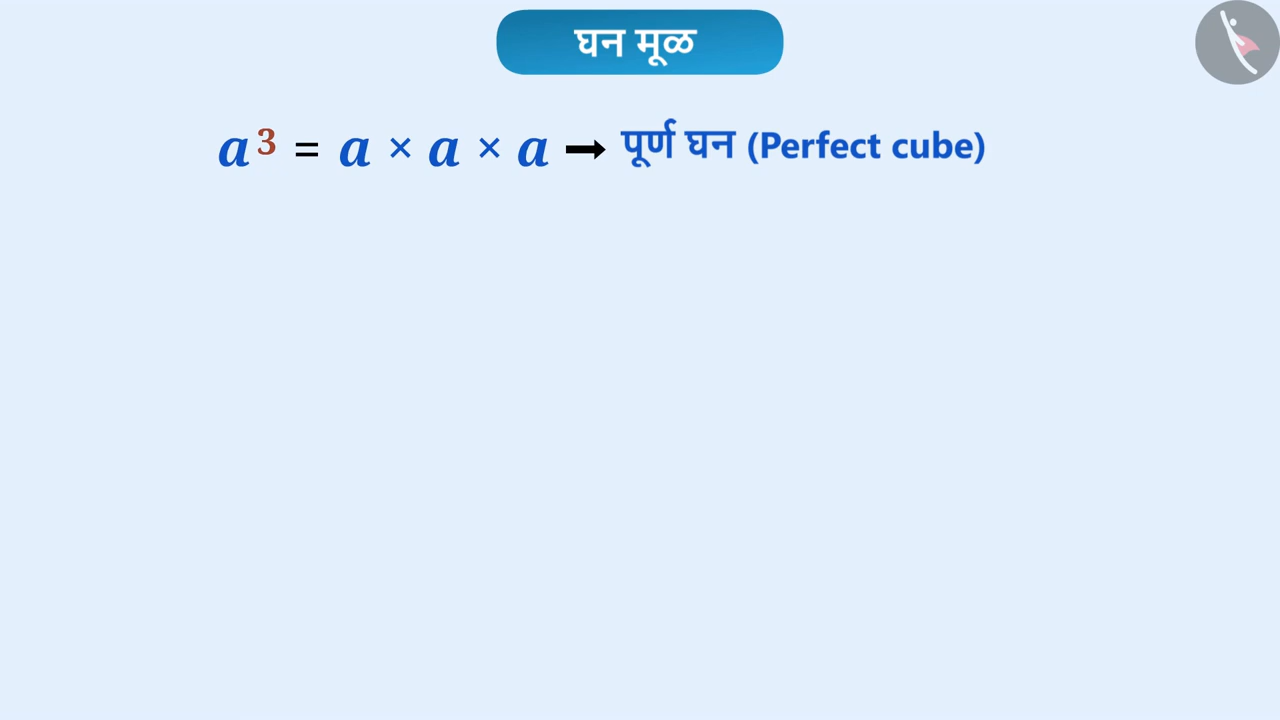 घन मूळ
a³ = a × a × a → पूर्ण घन (Perfect cube)